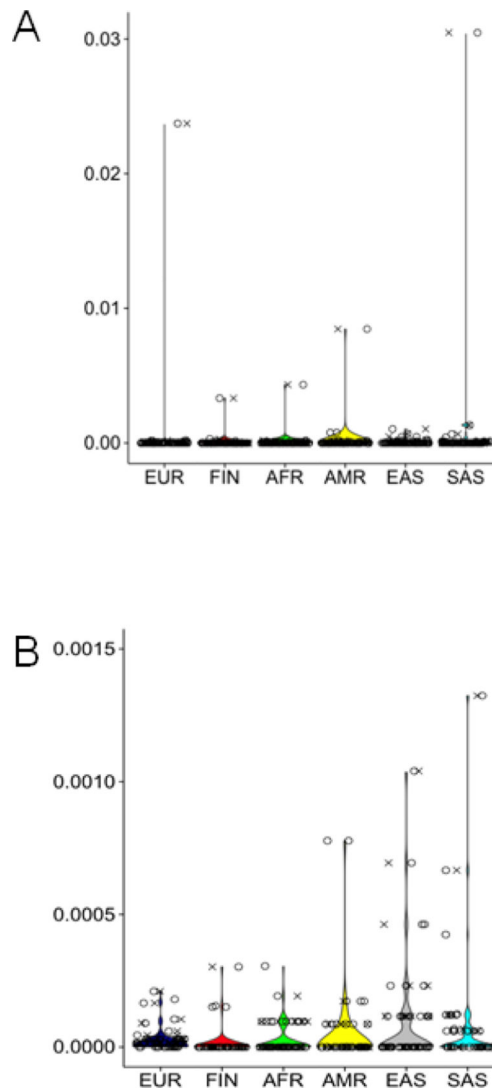 A
0.03
0.02
0.01
0.00
EUR FIN AFR AMR EAS SAS
B
0.0015
0.0010
0.0005
0.0000
EUR FIN AFR AMR EAS SAS